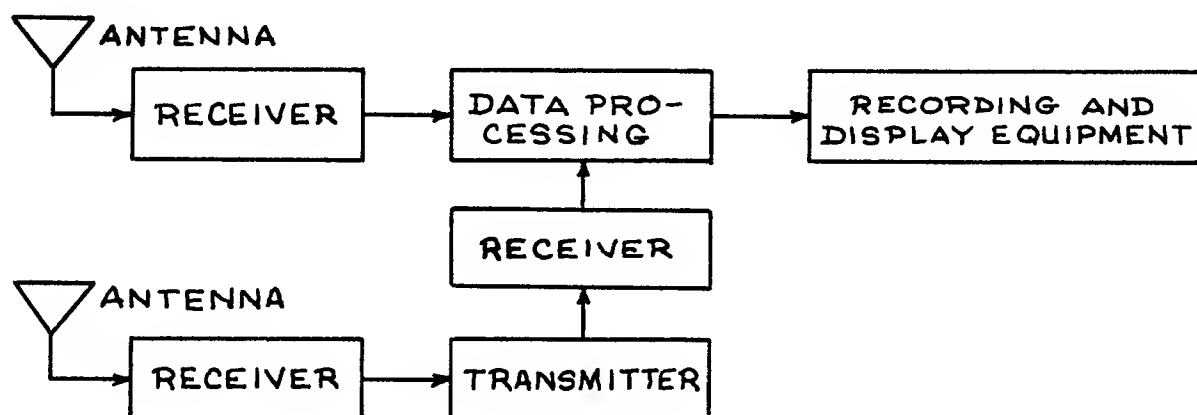 ANTENNA
RECEIVER
DATA PRO-
CESSING
RECORDING AND
DISPLAY EQUIPMENT
RECEIVER
ANTENNA
RECEIVER
TRANSMITTER